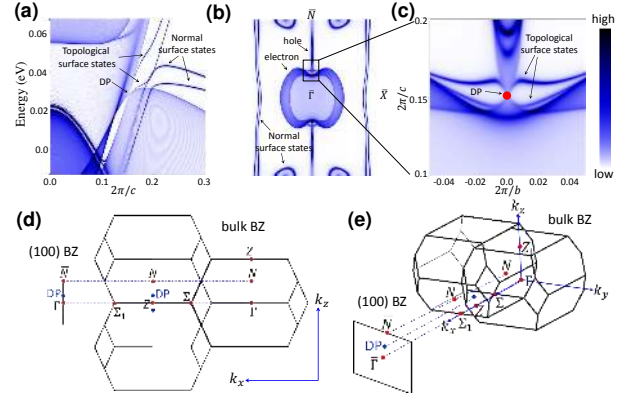 (a)
Energy (eV)
0.06
0.04
0.02
0.0
Topological
surface states
DP
Normal
surface states
0.1
0.2
0.3
2π/c
(b)
N̅
hole
electron
Γ̅
X̅
Normal
surface states
(c)
0.2
0.15
0.1
2π/c
Topological
surface states
DP
-0.04
-0.02
0.0
0.02
0.04
2π/b
high
low
(d)
bulk BZ
(100) BZ
Z
N̅
N
N
DP
DP
Γ̅
Σ₁
Z
Σ
Γ
k_z
k_x
(e)
k_z
bulk BZ
Z
N
Γ
k_y
(100) BZ
N
Σ
Z
Σ₁
k_x
N
DP
Γ̅